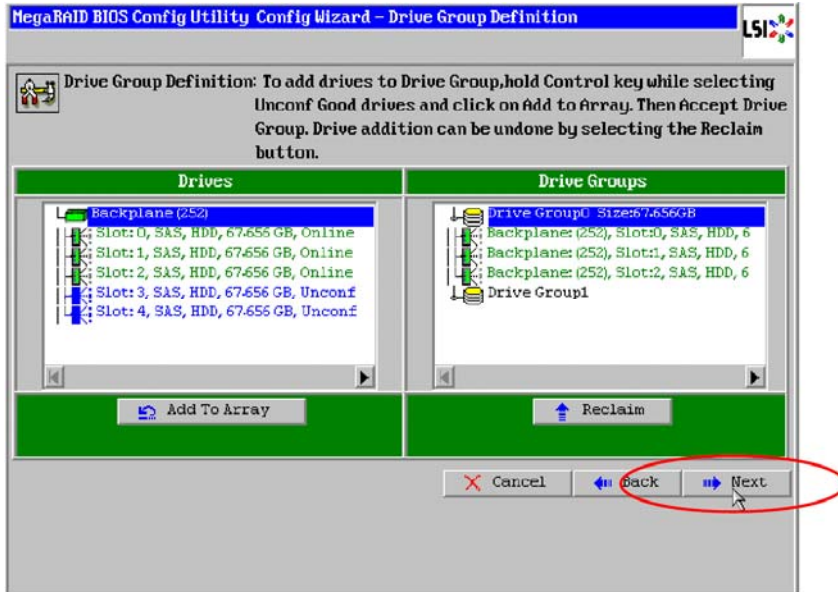 MegaRAID BIOS Config Utility Config Wizard – Drive Group Definition
LSI
Drive Group Definition: To add drives to Drive Group,hold Control key while selecting
Unconf Good drives and click on Add to Array. Then Accept Drive
Group. Drive addition can be undone by selecting the Reclaim
button.
Drives
Backplane (252)
Slot: 0, SAS, HDD, 67.656 GB, Online
Slot: 1, SAS, HDD, 67.656 GB, Online
Slot: 2, SAS, HDD, 67.656 GB, Online
Slot: 3, SAS, HDD, 67.656 GB, Unconf
Slot: 4, SAS, HDD, 67.656 GB, Unconf
Add To Array
Drive Groups
Drive Group0 Size:67.656GB
Backplane: (252), Slot:0, SAS, HDD, 6
Backplane: (252), Slot:1, SAS, HDD, 6
Backplane: (252), Slot:2, SAS, HDD, 6
Drive Group1
Reclaim
Cancel
Back
Next